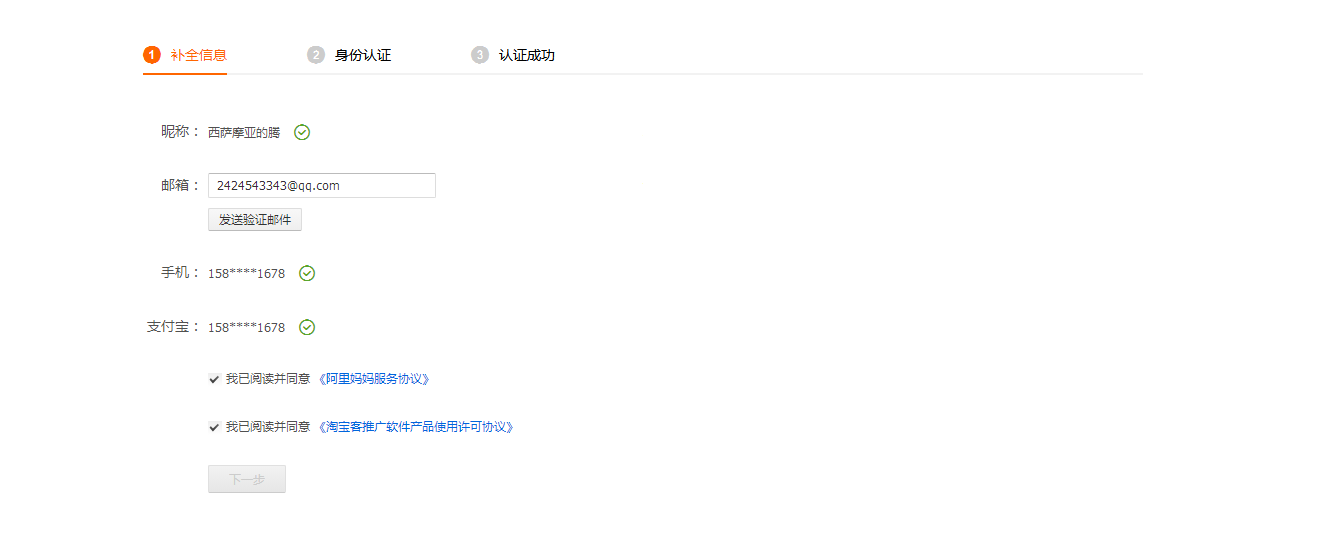 1 补全信息 2 身份认证 3 认证成功
昵称： 西萨摩亚的腾
邮箱： 2424543343@qq.com
发送验证邮件
手机： 158****1678
支付宝： 158****1678
我已阅读并同意 《阿里妈妈服务协议》
我已阅读并同意 《淘宝客推广软件产品使用许可协议》
下一步